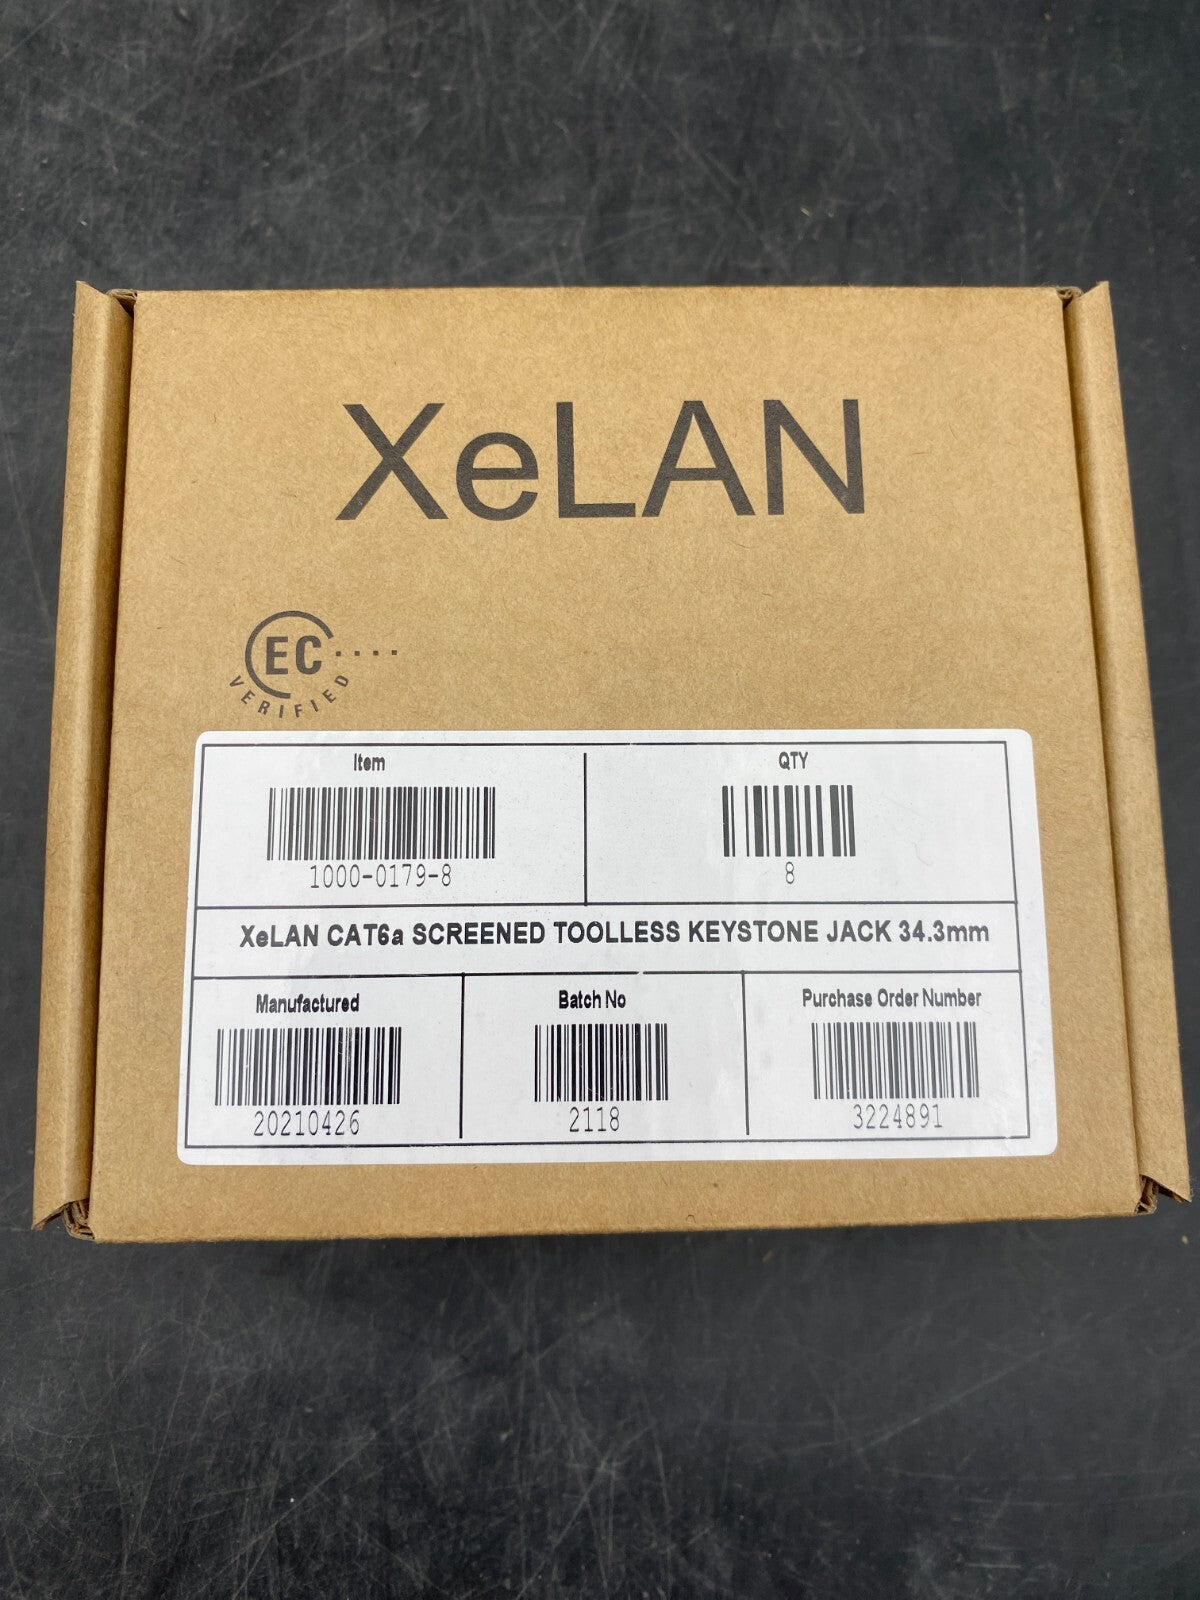 XeLAN
EC
VERIFIED
Item
QTY
1000-0179-8
8
XeLAN CAT6a SCREENED TOOLLESS KEYSTONE JACK 34.3mm
Manufactured
Batch No
Purchase Order Number
20210426
2118
3224891